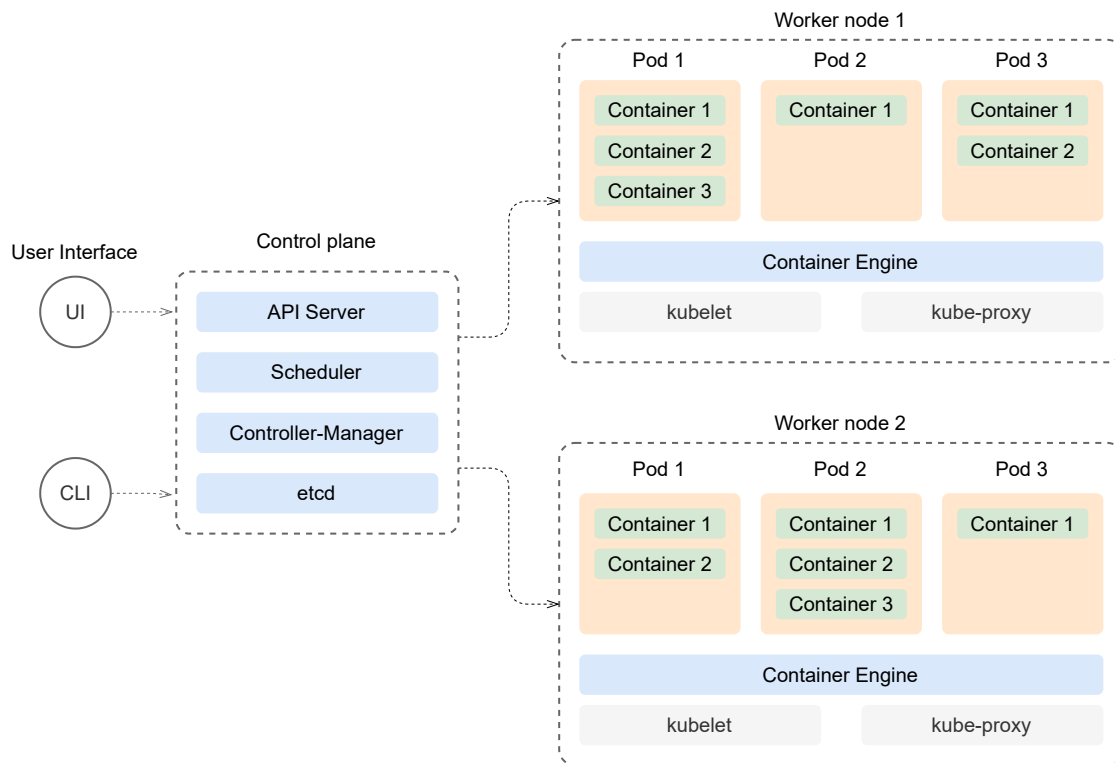 User Interface
UI
CLI
Control plane
API Server
Scheduler
Controller-Manager
etcd
Worker node 1
Pod 1
Container 1
Container 2
Container 3
Pod 2
Container 1
Pod 3
Container 1
Container 2
Container Engine
kubelet
kube-proxy
Worker node 2
Pod 1
Container 1
Container 2
Pod 2
Container 1
Container 2
Container 3
Pod 3
Container 1
Container Engine
kubelet
kube-proxy